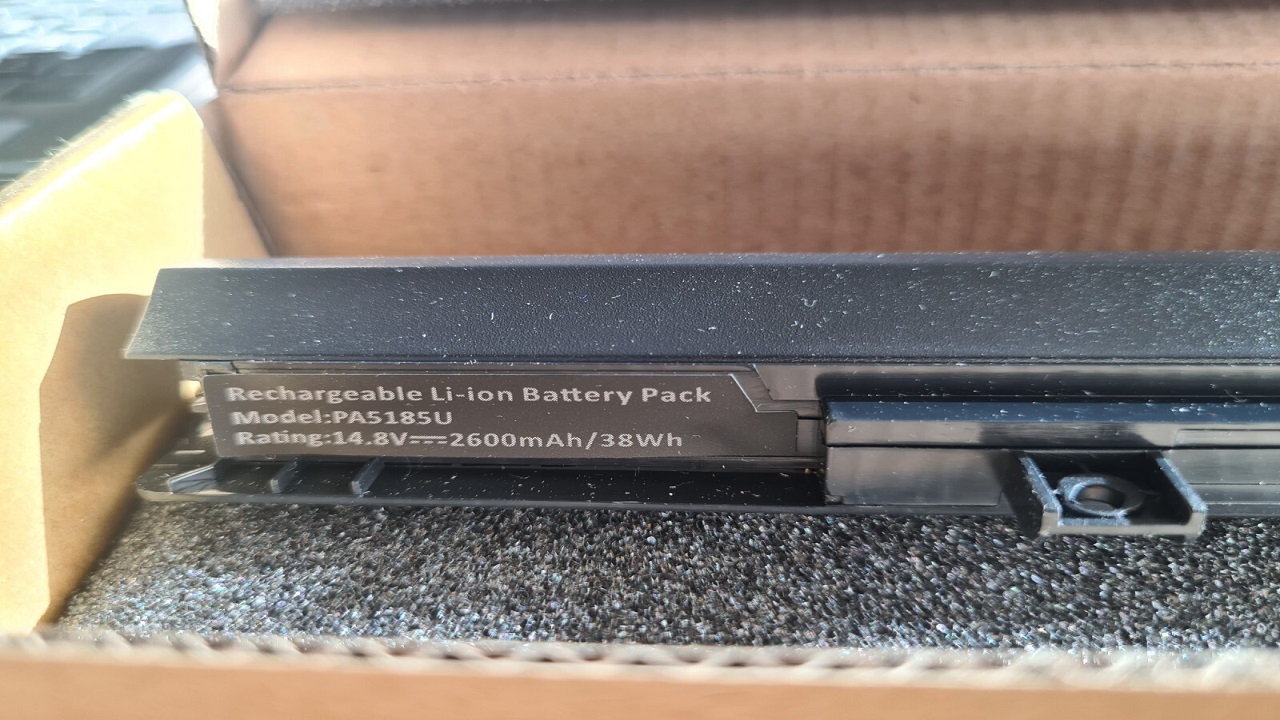 Rechargeable Li-ion Battery Pack
Model:PA5185U
Rating:14.8V⎓2600mAh/38Wh